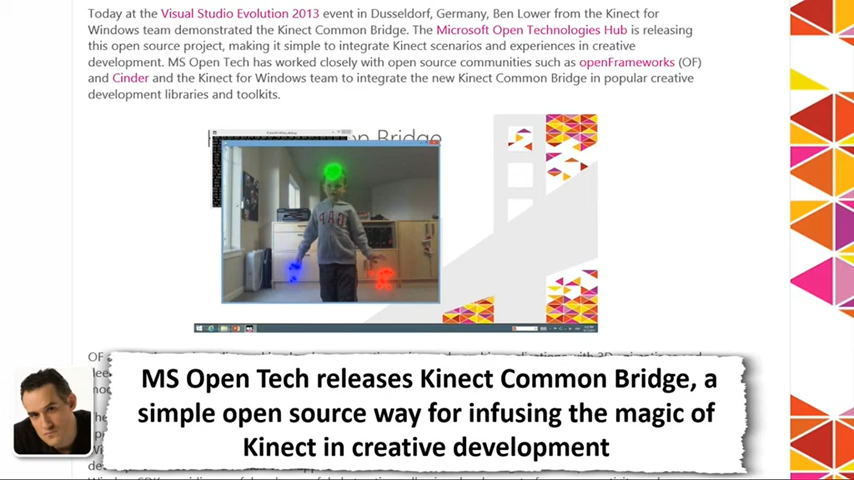 Today at the Visual Studio Evolution 2013 event in Dusseldorf, Germany, Ben Lower from the Kinect for
Windows team demonstrated the Kinect Common Bridge. The Microsoft Open Technologies Hub is releasing
this open source project, making it simple to integrate Kinect scenarios and experiences in creative
development. MS Open Tech has worked closely with open source communities such as openFrameworks (OF)
and Cinder and the Kinect for Windows team to integrate the new Kinect Common Bridge in popular creative
development libraries and toolkits.
on Bridge
GAP
OF
MS Open Tech releases Kinect Common Bridge, a
simple open source way for infusing the magic of
Kinect in creative development